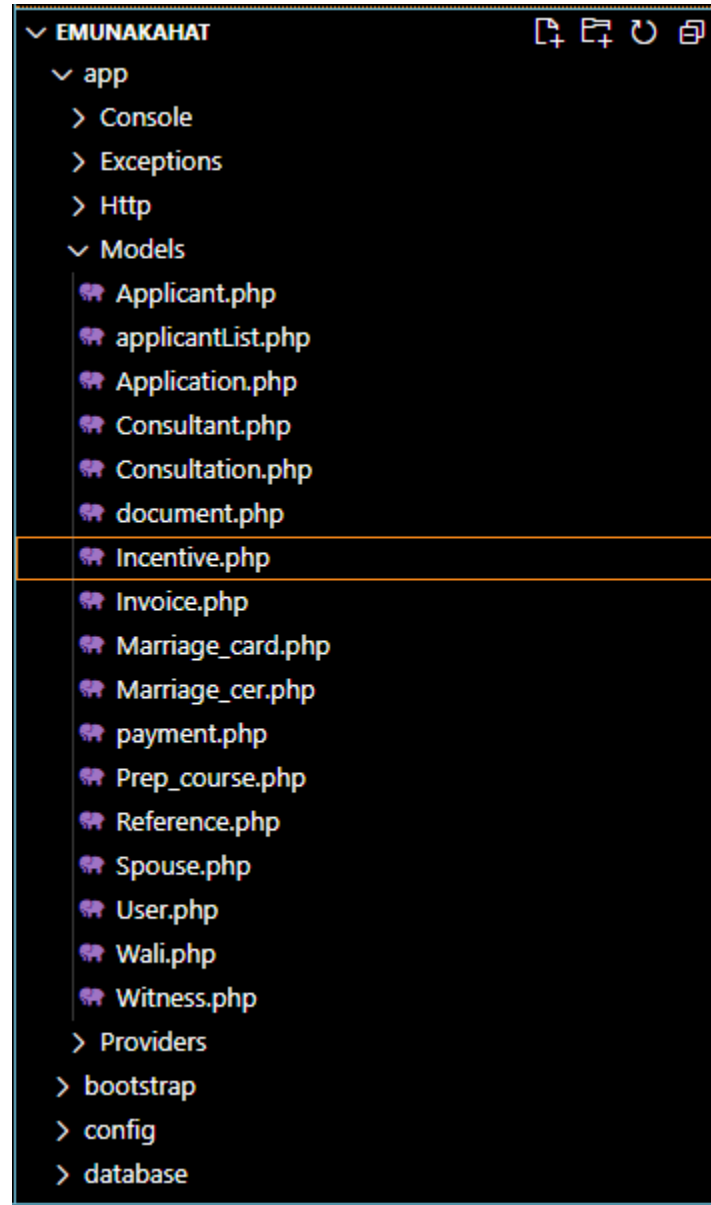 EMUNAKAHAT
app
Console
Exceptions
Http
Models
Applicant.php
applicantList.php
Application.php
Consultant.php
Consultation.php
document.php
Incentive.php
Invoice.php
Marriage_card.php
Marriage_cer.php
payment.php
Prep_course.php
Reference.php
Spouse.php
User.php
Wali.php
Witness.php
Providers
bootstrap
config
database